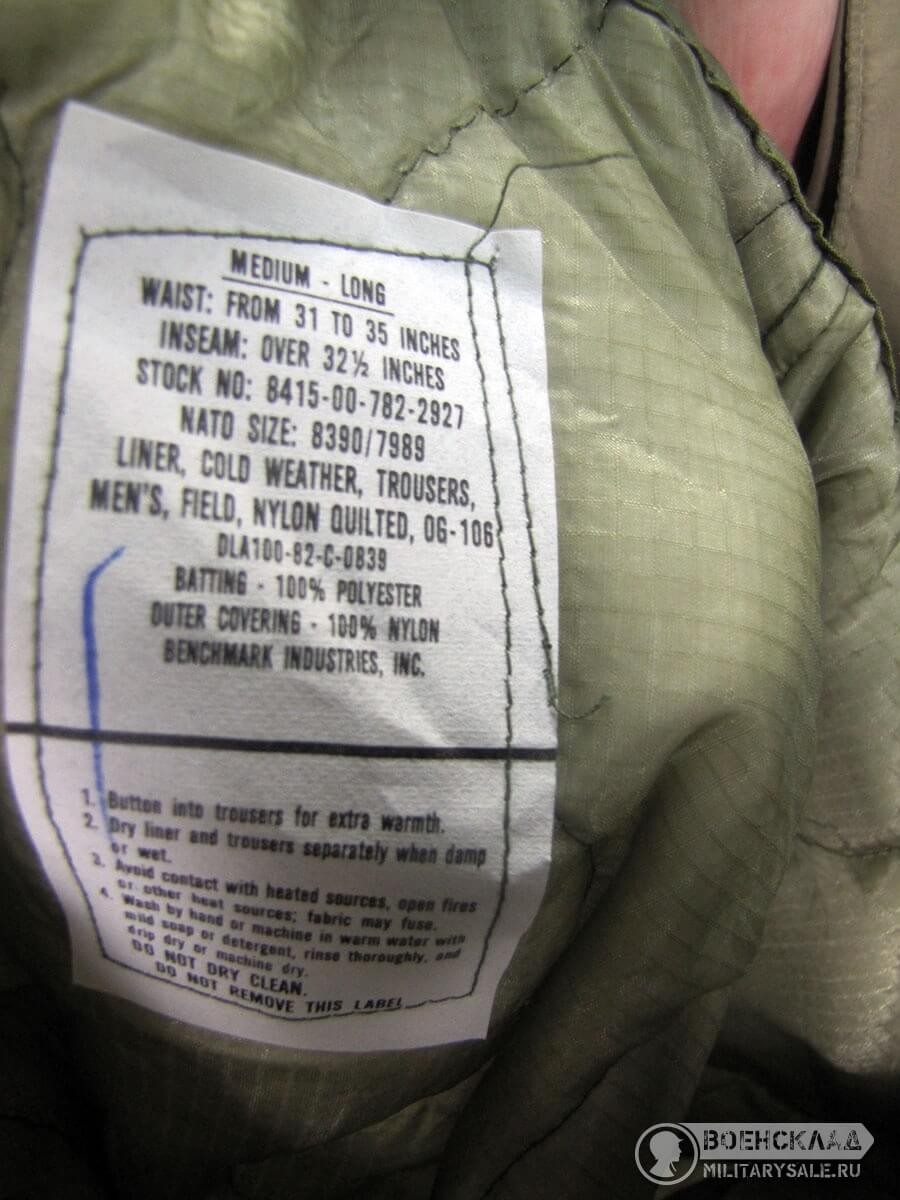 MEDIUM - LONG
WAIST: FROM 31 TO 35 INCHES
INSEAM: OVER 32½ INCHES
STOCK NO: 8415-00-782-2927
NATO SIZE: 8390/7989
LINER, COLD WEATHER, TROUSERS,
MEN'S, FIELD, NYLON QUILTED, OG-106
DLA100-82-C-0839
BATTING - 100% POLYESTER
OUTER COVERING - 100% NYLON
BENCHMARK INDUSTRIES, INC.
1. Button into trousers for extra warmth.
2. Dry liner and trousers separately when damp
or wet.
3. Avoid contact with heated sources, open fires
or other heat sources; fabric may fuse.
4. Wash by hand or machine in warm water with
mild soap or detergent, rinse thoroughly, and
drip dry or machine dry.
DO NOT DRY CLEAN.
DO NOT REMOVE THIS LABEL
ВОЕНСКЛАД
MILITARYSALE.RU